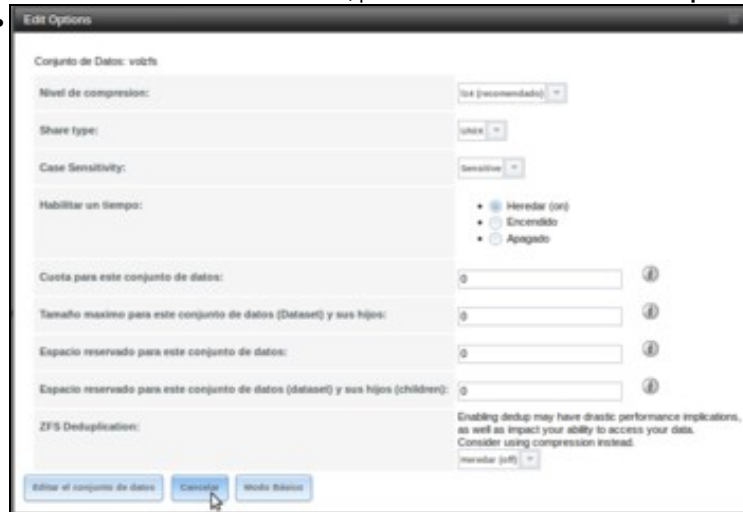 Edit Options
Conjunto de Datos: volzfs
Nivel de compresion: lz4 (recomendado)
Share type: UNIX
Case Sensitivity: Sensitive
Habilitar un tiempo:
Heredar (on)
Encendido
Apagado
Cuota para este conjunto de datos: 0
Tamaño maximo para este conjunto de datos (Dataset) y sus hijos: 0
Espacio reservado para este conjunto de datos: 0
Espacio reservado para este conjunto de datos (dataset) y sus hijos (children): 0
ZFS Deduplication:
Enabling dedup may have drastic performance implications,
as well as impact your ability to access your data.
Consider using compression instead.
Heredar (off)
Editar el conjunto de datos Cancelar Modo Básico